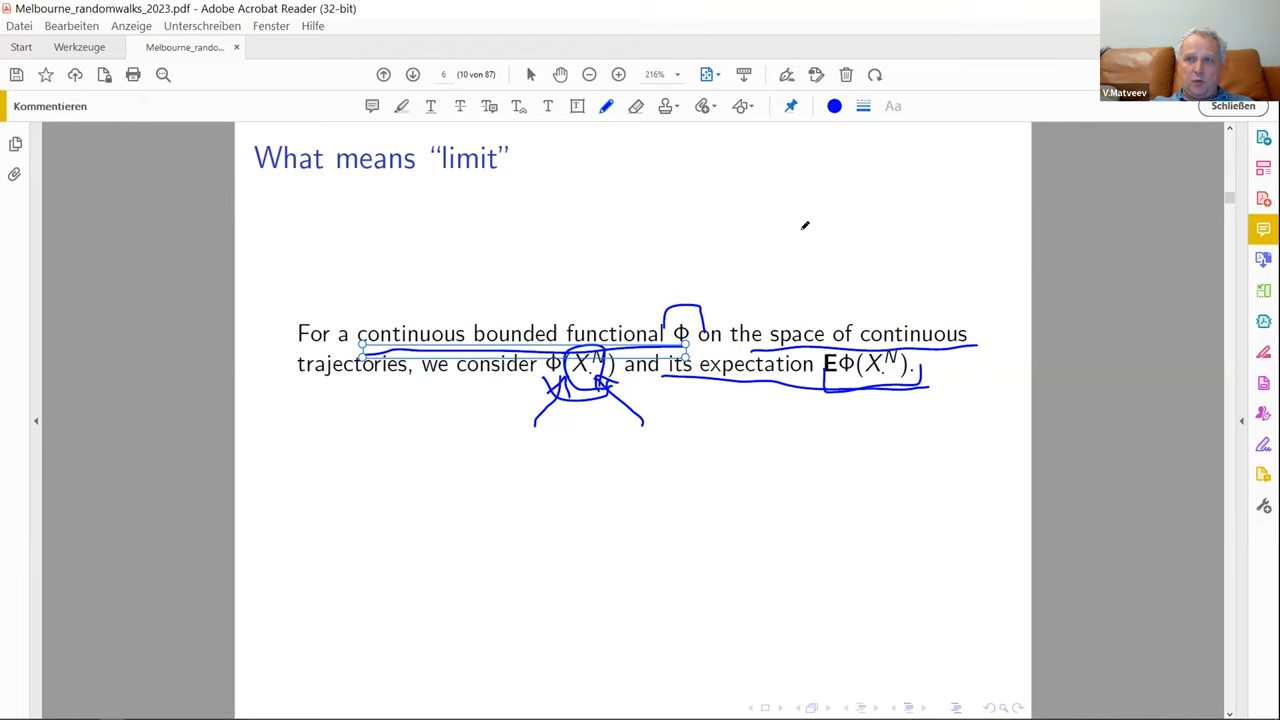 Melbourne_randomwalks_2023.pdf - Adobe Acrobat Reader (32-bit)
Datei Bearbeiten Anzeige Unterschreiben Fenster Hilfe
Start Werkzeuge Melbourne_rando... ×
6 (10 von 87) 216%
Kommentieren Aa Schließen
V.Matveev
What means “limit”
For a continuous bounded functional Φ on the space of continuous
trajectories, we consider Φ(X.ᴺ) and its expectation EΦ(X.ᴺ).